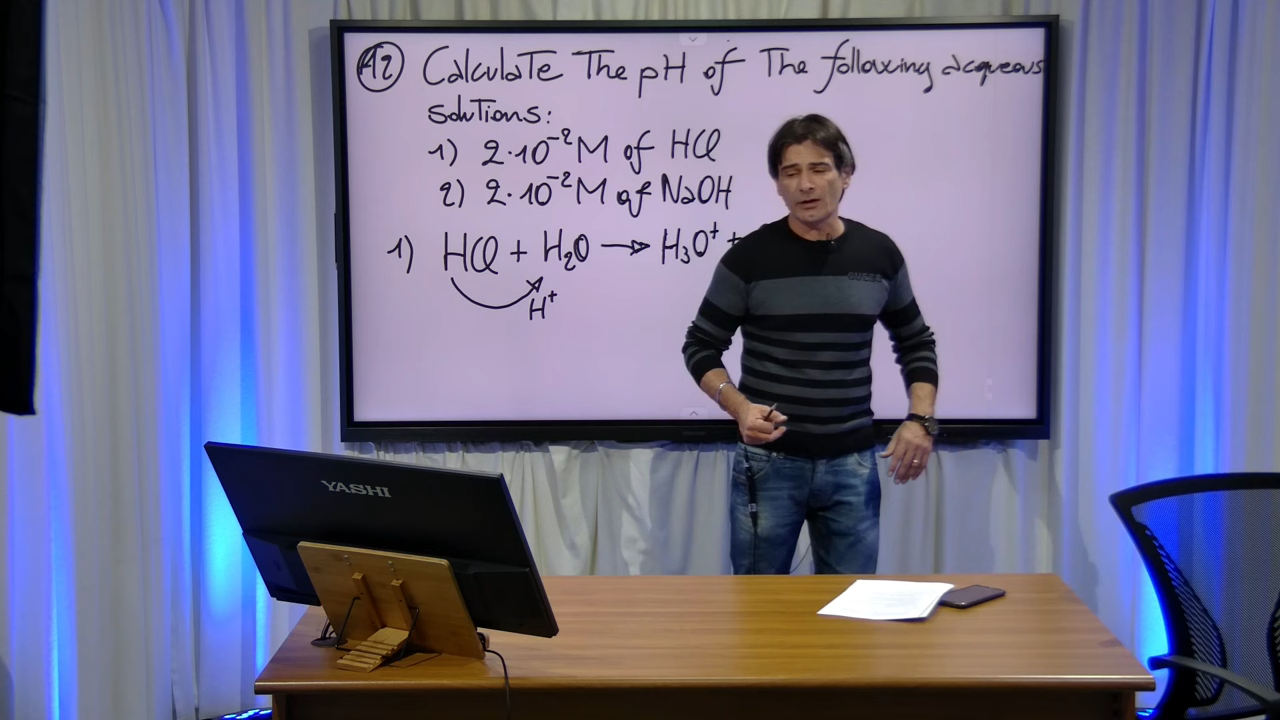 A2 Calculate The pH of The following acqueous
solutions:
1) 2·10⁻²M of HCl
2) 2·10⁻²M of NaOH
1) HCl + H₂O → H₃O⁺ +
H⁺
GUESS
YASHI